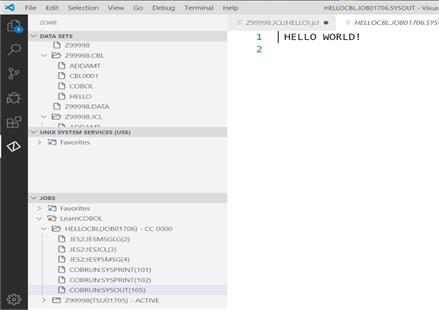 File Edit Selection View Go Debug Terminal Help HELLOCBL.JOB01706.SYSOUT - Visua
ZOWE
Z99998.JCL(HELLO).jcl
HELLOCBL.JOB01706.SYS
DATA SETS
Z99998
Z99998.CBL
ADDAMT
CBL0001
COBOL
HELLO
Z99998.DATA
Z99998.JCL
ADDAMT
UNIX SYSTEM SERVICES (USS)
Favorites
JOBS
Favorites
LearnCOBOL
HELLOCBL(JOB01706) - CC 0000
JES2:JESMSGLG(2)
JES2:JESJCL(3)
JES2:JESYSMSG(4)
COBRUN:SYSPRINT(101)
COBRUN:SYSPRINT(102)
COBRUN:SYSOUT(105)
Z99998(TSU01705) - ACTIVE
1 HELLO WORLD!
2